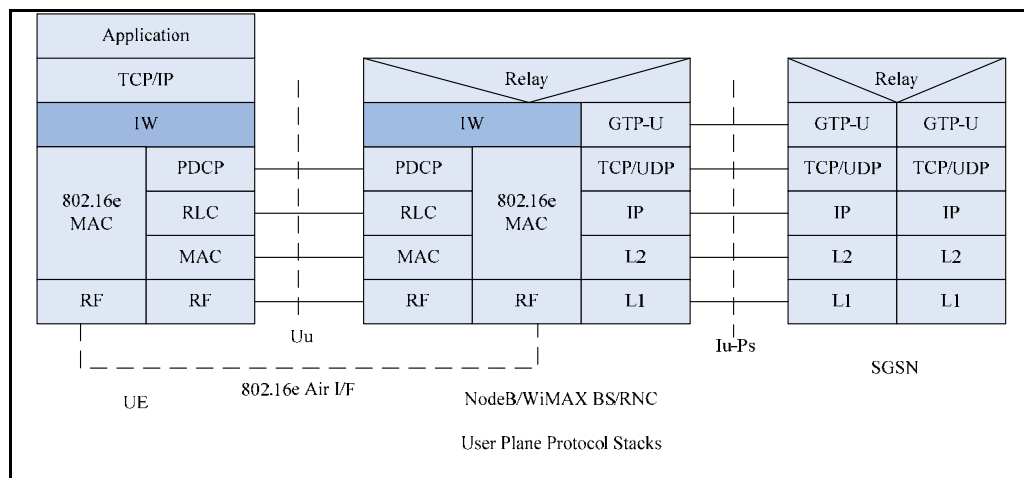 Application
TCP/IP
Relay
Relay
IW
IW
GTP-U
GTP-U
GTP-U
802.16e
MAC
PDCP
PDCP
802.16e
MAC
TCP/UDP
TCP/UDP
TCP/UDP
RLC
RLC
IP
IP
IP
MAC
MAC
L2
L2
L2
RF
RF
RF
RF
L1
L1
L1
Uu
Iu-Ps
802.16e Air I/F
SGSN
UE
NodeB/WiMAX BS/RNC
User Plane Protocol Stacks